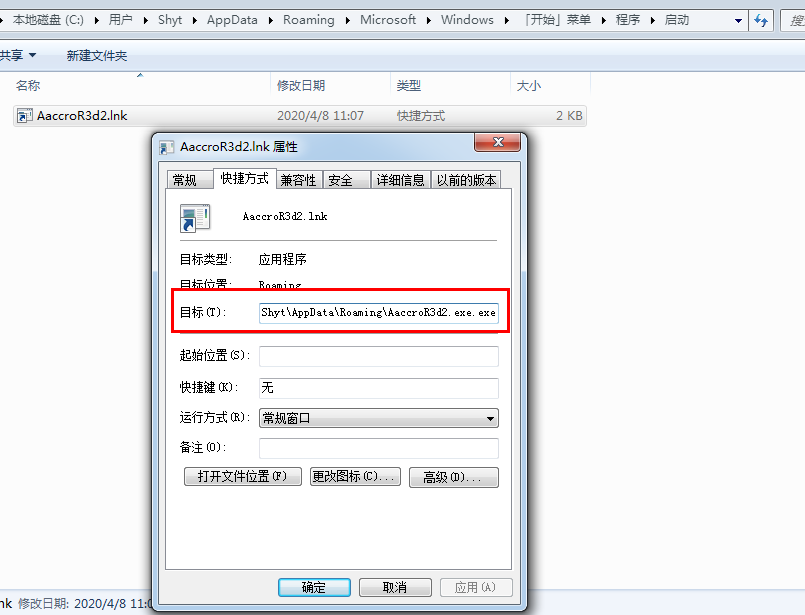 本地磁盘 (C:) ▸ 用户 ▸ Shyt ▸ AppData ▸ Roaming ▸ Microsoft ▸ Windows ▸ 「开始」菜单 ▸ 程序 ▸ 启动
共享 新建文件夹
名称 修改日期 类型 大小
AaccroR3d2.lnk 2020/4/8 11:07 快捷方式 2 KB
AaccroR3d2.lnk 属性
常规 快捷方式 兼容性 安全 详细信息 以前的版本
AaccroR3d2.lnk
目标类型: 应用程序
目标位置: Roaming
目标(T): Shyt\AppData\Roaming\AaccroR3d2.exe.exe
起始位置(S):
快捷键(K): 无
运行方式(R): 常规窗口
备注(O):
打开文件位置(F) 更改图标(C)... 高级(D)...
确定 取消 应用(A)
nk 修改日期: 2020/4/8 11:0